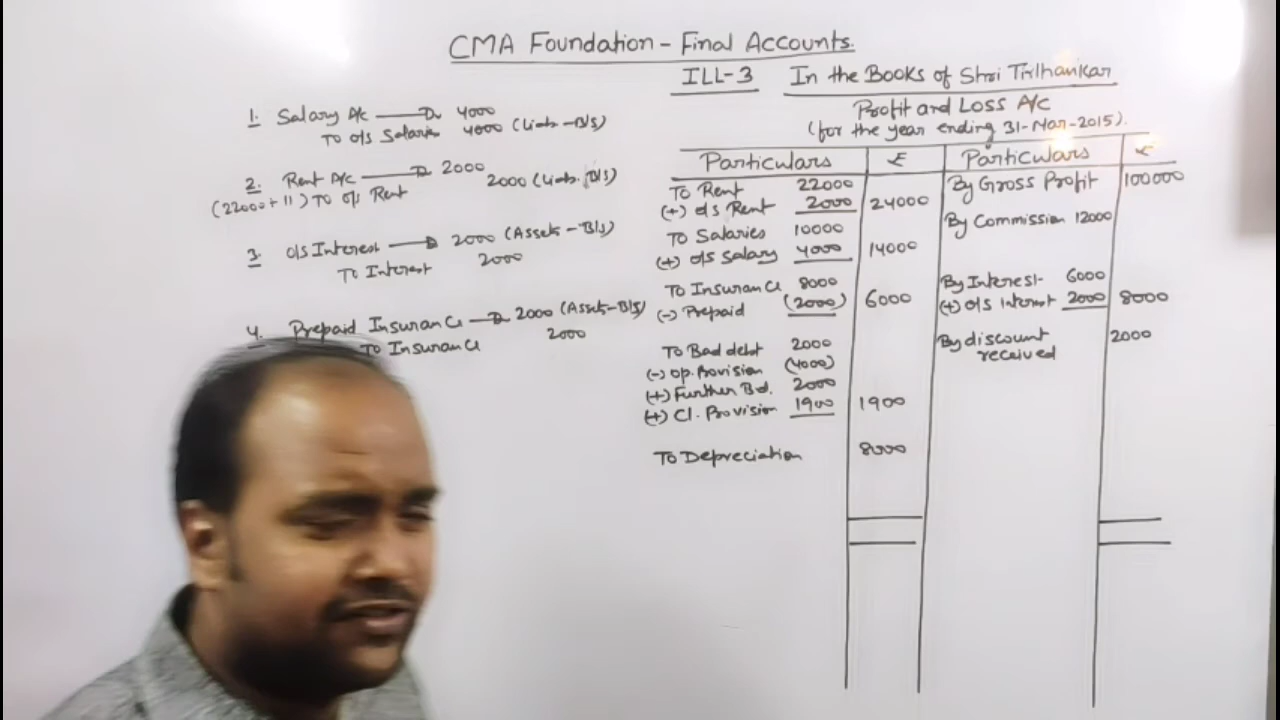 CMA Foundation - Final Accounts.
ILL-3 In the Books of Shri Tirthankar
Profit and Loss A/c
(for the year ending 31-Mar-2015).
1. Salary A/c Dr 4000
To o/s Salaries 4000 (Liab-B/S)
2. Rent A/c Dr 2000
(22000÷11) To o/s Rent 2000 (Liab. B/S)
3. o/s Interest Dr 2000 (Assets-B/S)
To Interest 2000
4. Prepaid Insurance Dr 2000 (Assets-B/S)
To Insurance 2000
Particulars ₹ Particulars ₹
To Rent 22000
(+) o/s Rent 2000 24000
To Salaries 10000
(+) o/s Salary 4000 14000
To Insurance 8000
(-) Prepaid (2000) 6000
To Bad debt 2000
(-) Op. Provision (4000)
(+) Further Bd. 2000
(+) Cl. Provision 1900 1900
To Depreciation 8000
By Gross Profit 100000
By Commission 12000
By Interest 6000
(+) o/s Interest 2000 8000
By discount 2000
received